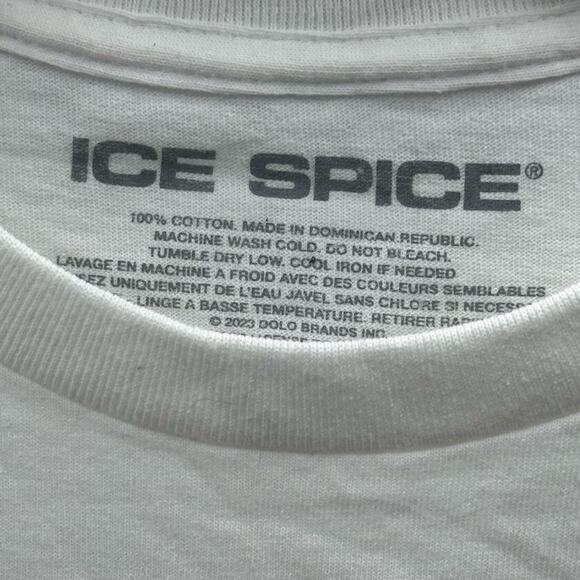 ICE SPICE®
100% COTTON. MADE IN DOMINICAN REPUBLIC.
MACHINE WASH COLD. DO NOT BLEACH.
TUMBLE DRY LOW. COOL IRON IF NEEDED
LAVAGE EN MACHINE A FROID AVEC DES COULEURS SEMBLABLES
UNIQUEMENT DE L'EAU JAVEL SANS CHLORE SI
LINGE A BASSE TEMPERATURE. RETIRER
© 2023 DOLO BRANDS INC